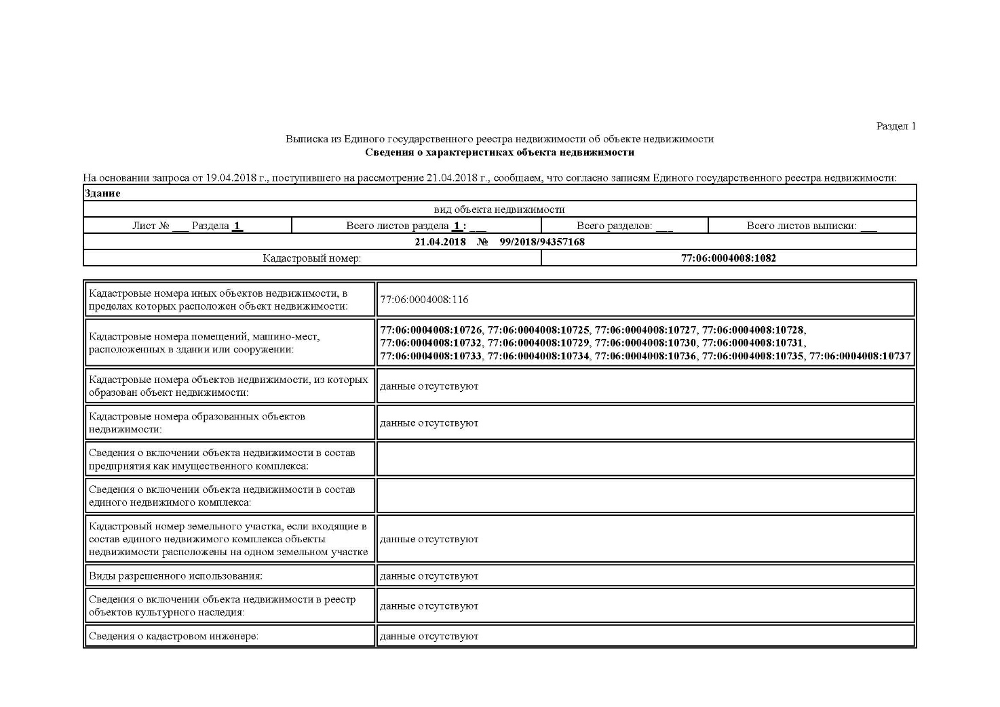 Раздел 1
Выписка из Единого государственного реестра недвижимости об объекте недвижимости
Сведения о характеристиках объекта недвижимости
На основании запроса от 19.04.2018 г., поступившего на рассмотрение 21.04.2018 г., сообщаем, что согласно записям Единого государственного реестра недвижимости:
Здание
вид объекта недвижимости
Лист № ___ Раздела 1 Всего листов раздела 1 : ___ Всего разделов: ___ Всего листов выписки: ___
21.04.2018 № 99/2018/94357168
Кадастровый номер: 77:06:0004008:1082
Кадастровые номера иных объектов недвижимости, в
пределах которых расположен объект недвижимости:
77:06:0004008:116
Кадастровые номера помещений, машино-мест,
расположенных в здании или сооружении:
77:06:0004008:10726, 77:06:0004008:10725, 77:06:0004008:10727, 77:06:0004008:10728,
77:06:0004008:10732, 77:06:0004008:10729, 77:06:0004008:10730, 77:06:0004008:10731,
77:06:0004008:10733, 77:06:0004008:10734, 77:06:0004008:10736, 77:06:0004008:10735, 77:06:0004008:10737
Кадастровые номера объектов недвижимости, из которых
образован объект недвижимости:
данные отсутствуют
Кадастровые номера образованных объектов
недвижимости:
данные отсутствуют
Сведения о включении объекта недвижимости в состав
предприятия как имущественного комплекса:
Сведения о включении объекта недвижимости в состав
единого недвижимого комплекса:
Кадастровый номер земельного участка, если входящие в
состав единого недвижимого комплекса объекты
недвижимости расположены на одном земельном участке
данные отсутствуют
Виды разрешенного использования: данные отсутствуют
Сведения о включении объекта недвижимости в реестр
объектов культурного наследия:
данные отсутствуют
Сведения о кадастровом инженере: данные отсутствуют